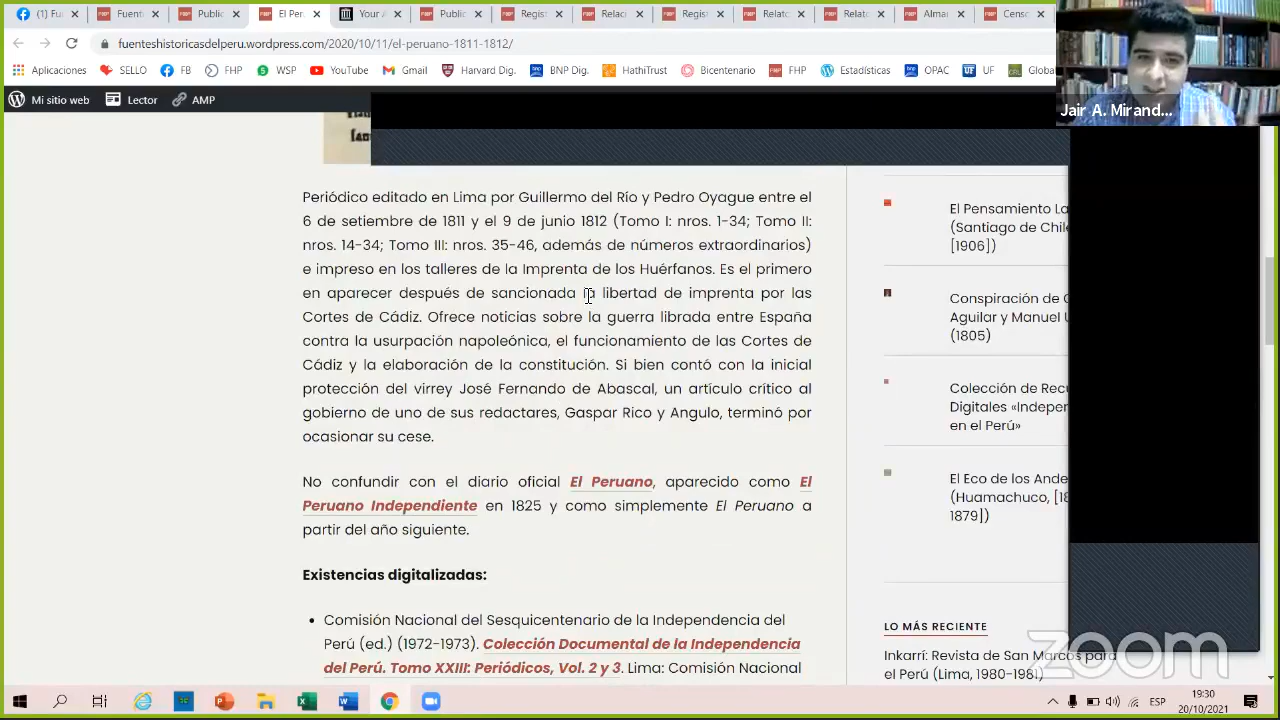 (1) Fu
Fuent
Public
El Per
Your A
Public
Regist
Relaci
Regist
Relato
Relato
Almar
Censo
fuenteshistoricasdelperu.wordpress.com/2020/10/11/el-peruano-1811-1812/
Aplicaciones
SELLO
FB
FHP
WSP
YouTube
Gmail
Harvard Dig.
BNP Dig.
HathiTrust
Bicentenario
FHP
Estadísticas
OPAC
UF
Globa
Mi sitio web
Lector
AMP
Jair A. Mirand...
Periódico editado en Lima por Guillermo del Río y Pedro Oyague entre el
6 de setiembre de 1811 y el 9 de junio 1812 (Tomo I: nros. 1-34; Tomo II:
nros. 14-34; Tomo III: nros. 35-46, además de números extraordinarios)
e impreso en los talleres de la Imprenta de los Huérfanos. Es el primero
en aparecer después de sancionada la libertad de imprenta por las
Cortes de Cádiz. Ofrece noticias sobre la guerra librada entre España
contra la usurpación napoleónica, el funcionamiento de las Cortes de
Cádiz y la elaboración de la constitución. Si bien contó con la inicial
protección del virrey José Fernando de Abascal, un artículo crítico al
gobierno de uno de sus redactares, Gaspar Rico y Angulo, terminó por
ocasionar su cese.
No confundir con el diario oficial El Peruano, aparecido como El
Peruano Independiente en 1825 y como simplemente El Peruano a
partir del año siguiente.
Existencias digitalizadas:
• Comisión Nacional del Sesquicentenario de la Independencia del
Perú (ed.) (1972-1973). Colección Documental de la Independencia
del Perú. Tomo XXIII: Periódicos, Vol. 2 y 3. Lima: Comisión Nacional
El Pensamiento La
(Santiago de Chile
[1906])
Conspiración de G
Aguilar y Manuel U
(1805)
Colección de Recu
Digitales «Indepen
en el Perú»
El Eco de los Ande
(Huamachuco, [18
1879])
LO MÁS RECIENTE
Inkarrí: Revista de San Marcos para
el Perú (Lima, 1980-1981)
zoom
ESP
19:30
20/10/2021